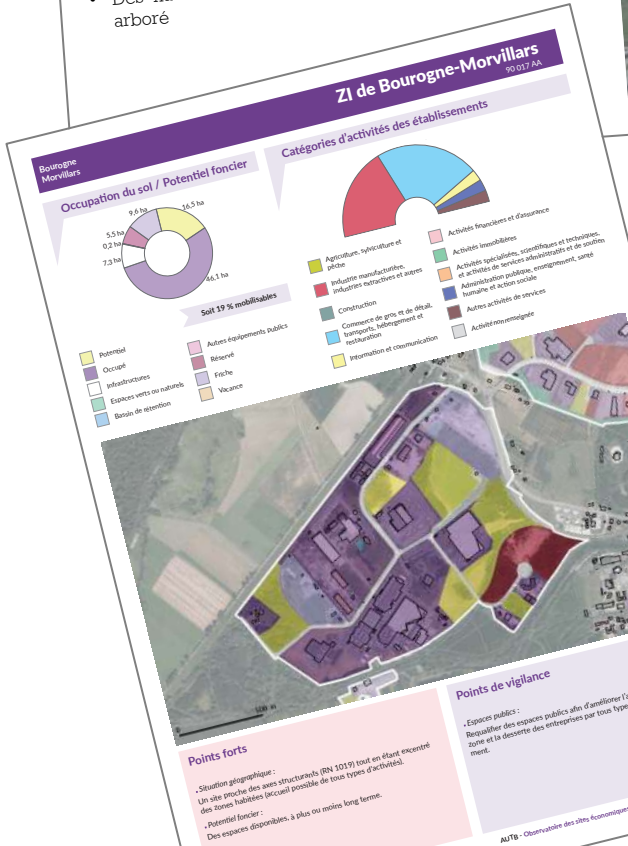 arboré
Bourogne
Morvillars
ZI de Bourogne-Morvillars
90 017 AA
Occupation du sol / Potentiel foncier
9,6 ha
16,5 ha
5,5 ha
0,2 ha
7,3 ha
46,1 ha
Soit 19 % mobilisables
Potentiel
Occupé
Infrastructures
Espaces verts ou naturels
Bassin de rétention
Autres équipements publics
Réservé
Friche
Vacance
Catégories d'activités des établissements
Agriculture, sylviculture et
pêche
Industrie manufacturière,
industries extractives et autres
Construction
Commerce de gros et de détail,
transports, hébergement et
restauration
Information et communication
Activités financières et d'assurance
Activités immobilières
Activités spécialisées, scientifiques et techniques,
et activités de services administratifs et de soutien
Administration publique, enseignement, santé
humaine et action sociale
Autres activités de services
Activité non renseignée
0
500 m
Points forts
• Situation géographique :
Un site proche des axes structurants (RN 1019) tout en étant excentré
des zones habitées (accueil possible de tous types d'activités).
• Potentiel foncier :
Des espaces disponibles, à plus ou moins long terme.
Points de vigilance
• Espaces publics :
Requalifier des espaces publics afin d'améliorer l'
zone et la desserte des entreprises par tous type
ment.
AUTB - Observatoire des sites économiques